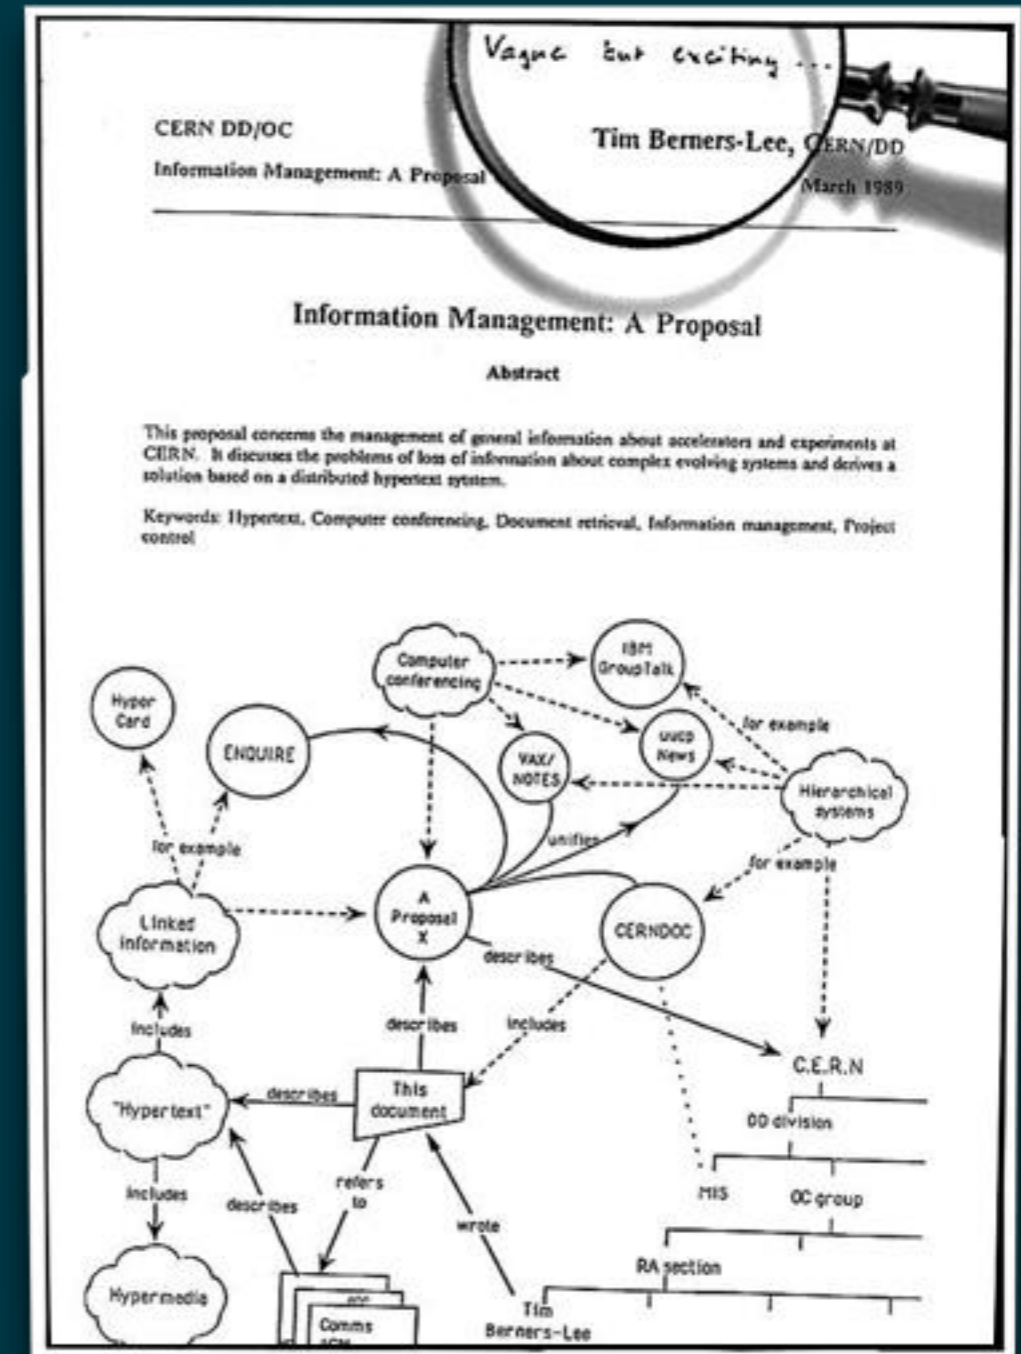 Vague but exciting ...
CERN DD/OC
Tim Berners-Lee, CERN/DD
Information Management: A Proposal
March 1989
Information Management: A Proposal
Abstract
This proposal concerns the management of general information about accelerators and experiments at
CERN. It discusses the problems of loss of information about complex evolving systems and derives a
solution based on a distributed hypertext system.
Keywords: Hypertext, Computer conferencing, Document retrieval, Information management, Project
control
IBM
GroupTalk
Computer
conferencing
Hyper
Card
for example
uucp
News
ENQUIRE
VAX/
NOTES
Hierarchical
systems
unifies
for example
for example
A
Proposal
X
Linked
information
CERNDOC
describes
includes
describes
includes
C.E.R.N
This
document
describes
"Hypertext"
DD division
refers
to
includes
describes
MIS
OC group
wrote
RA section
Hypermedia
Tim
Berners-Lee
Comms